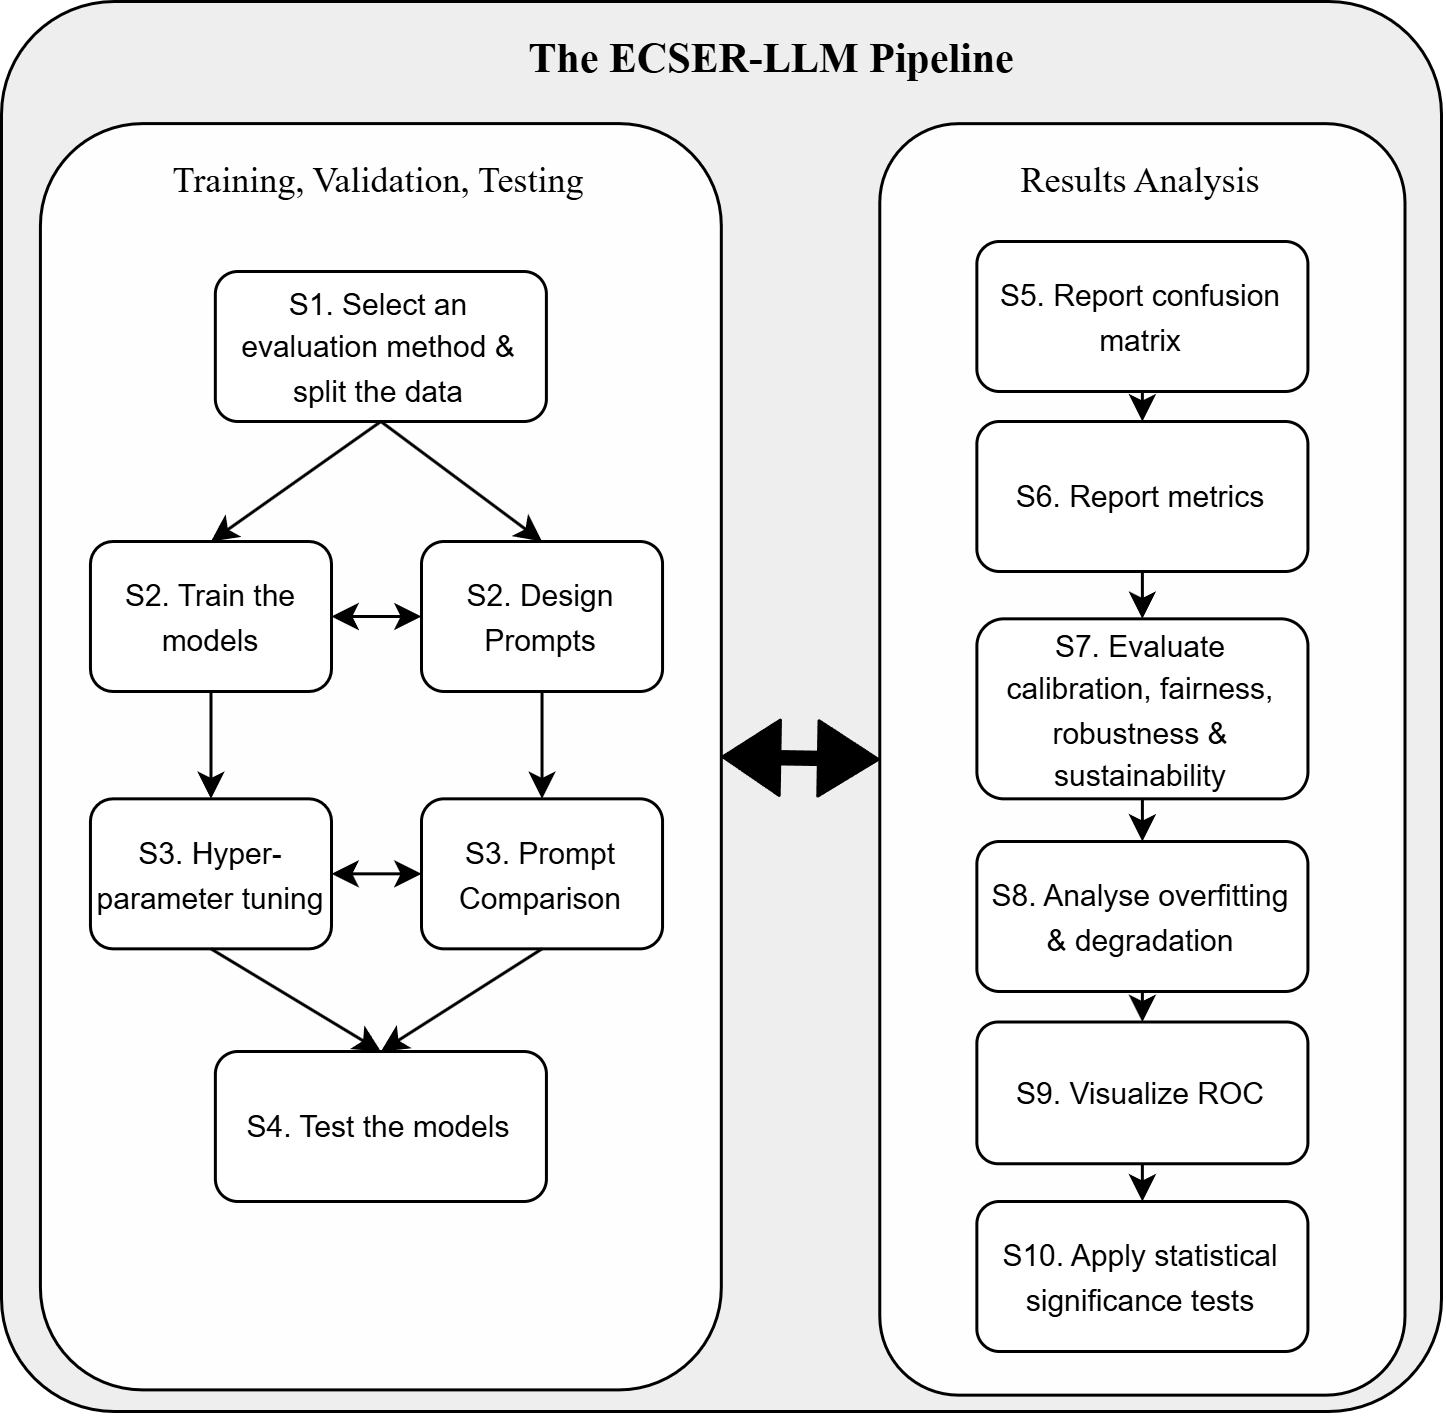 The ECSER-LLM Pipeline
Training, Validation, Testing
S1. Select an
evaluation method &
split the data
S2. Train the
models
S2. Design
Prompts
S3. Hyper-
parameter tuning
S3. Prompt
Comparison
S4. Test the models
Results Analysis
S5. Report confusion
matrix
S6. Report metrics
S7. Evaluate
calibration, fairness,
robustness &
sustainability
S8. Analyse overfitting
& degradation
S9. Visualize ROC
S10. Apply statistical
significance tests